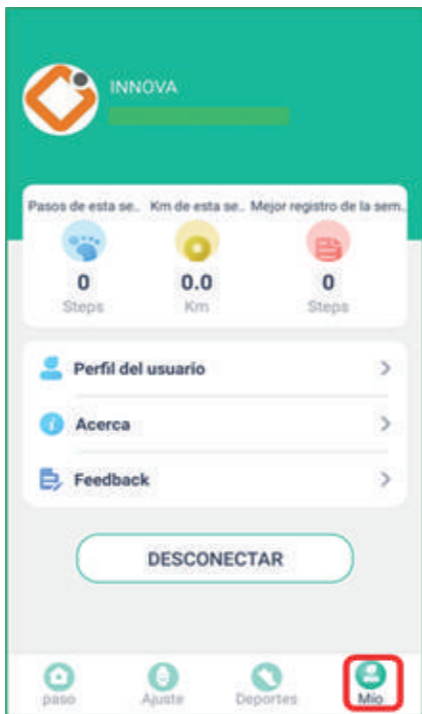 INNOVA
Pasos de esta se.. Km de esta se.. Mejor registro de la sem..
0 0.0 0
Steps Km Steps
Perfil del usuario
Acerca
Feedback
DESCONECTAR
paso Ajuste Deportes Mio